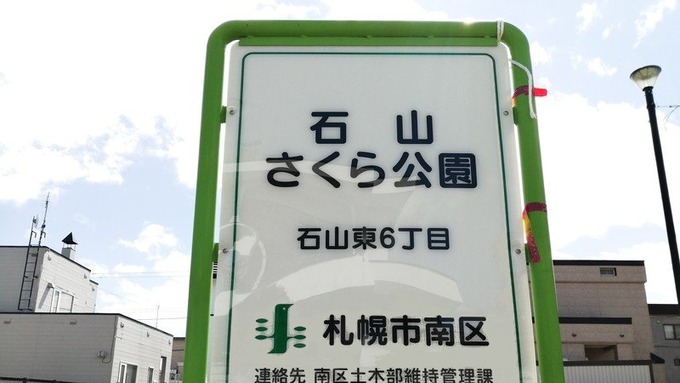 石山
さくら公園
石山東6丁目
札幌市南区
連絡先 南区土木部維持管理課